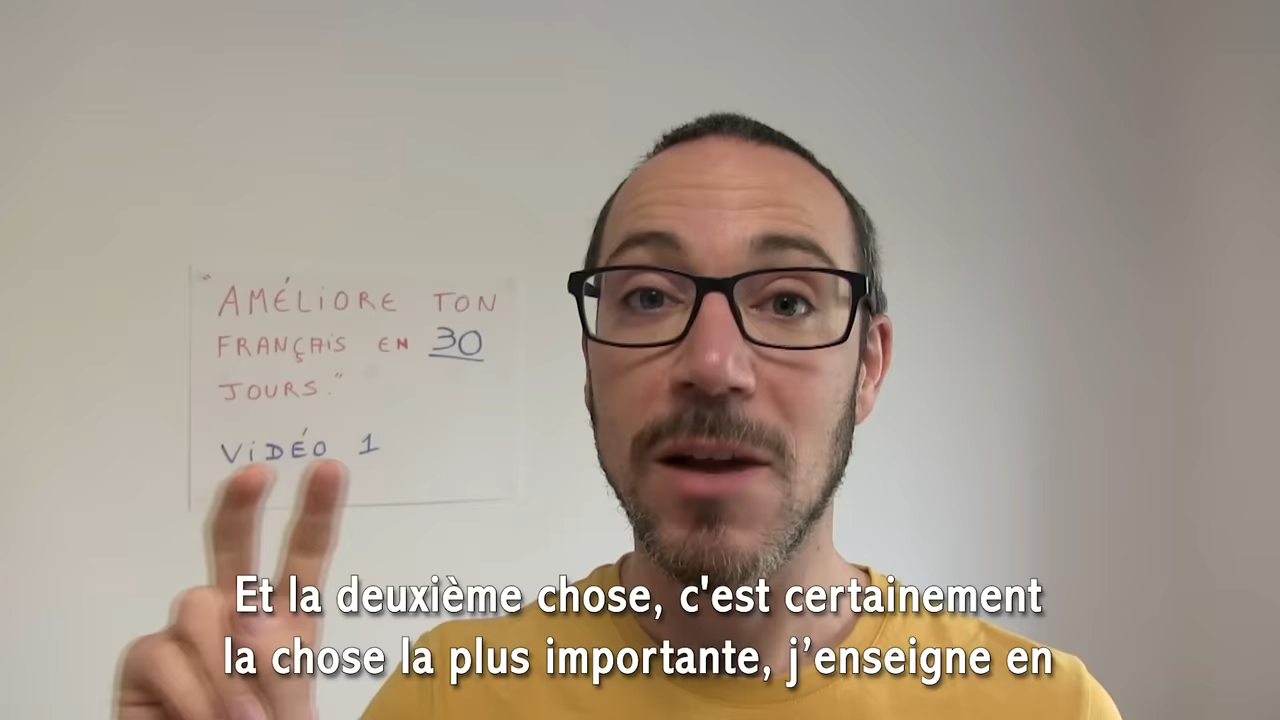 "AMÉLIORE TON
FRANÇAIS EN 30
JOURS."
VIDÉO 1
Et la deuxième chose, c'est certainement
la chose la plus importante, j’enseigne en